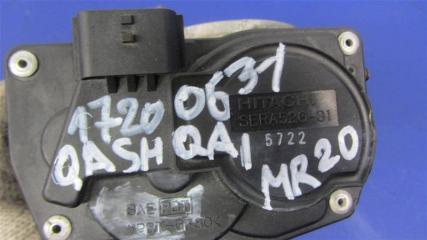 1720 0631
HITACHI
SERA526-01
5722
QASHQAI
MR20